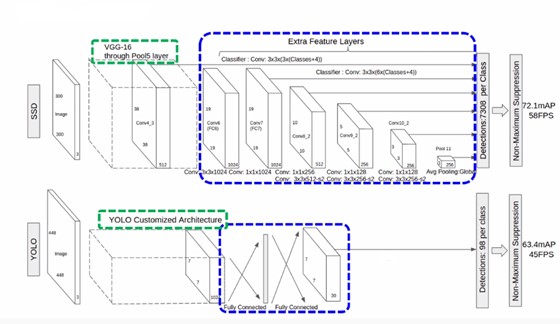 VGG-16
through Pool5 layer
Extra Feature Layers
Classifier : Conv: 3x3x(3x(Classes+4))
Classifier : Conv: 3x3x(6x(Classes+4))
SSD
300
Image
300
3
38
Conv4_3
38
512
19
Conv6
(FC6)
19
1024
19
Conv7
(FC7)
19
1024
10
Conv8_2
10
512
5
Conv9_2
5
256
Conv10_2
3
3
256
Pool 11
256
Conv: 3x3x1024
Conv: 1x1x1024
Conv: 1x1x256
Conv: 3x3x512-s2
Conv: 1x1x128
Conv: 3x3x256-s2
Conv: 1x1x128
Conv: 3x3x256-s2
Avg Pooling:Global
Detections:7308 per Class
Non-Maximum Suppression
72.1mAP
58FPS
YOLO Customized Architecture
YOLO
448
Image
448
3
7
7
1024
7
7
30
Fully Connected
Fully Connected
Detections: 98 per class
Non-Maximum Suppression
63.4mAP
45FPS